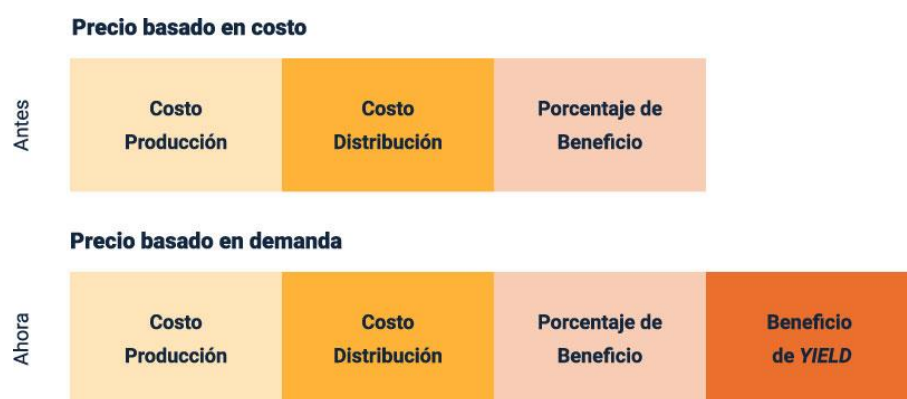 Precio basado en costo
Antes
Costo
Producción
Costo
Distribución
Porcentaje de
Beneficio
Precio basado en demanda
Ahora
Costo
Producción
Costo
Distribución
Porcentaje de
Beneficio
Beneficio
de YIELD